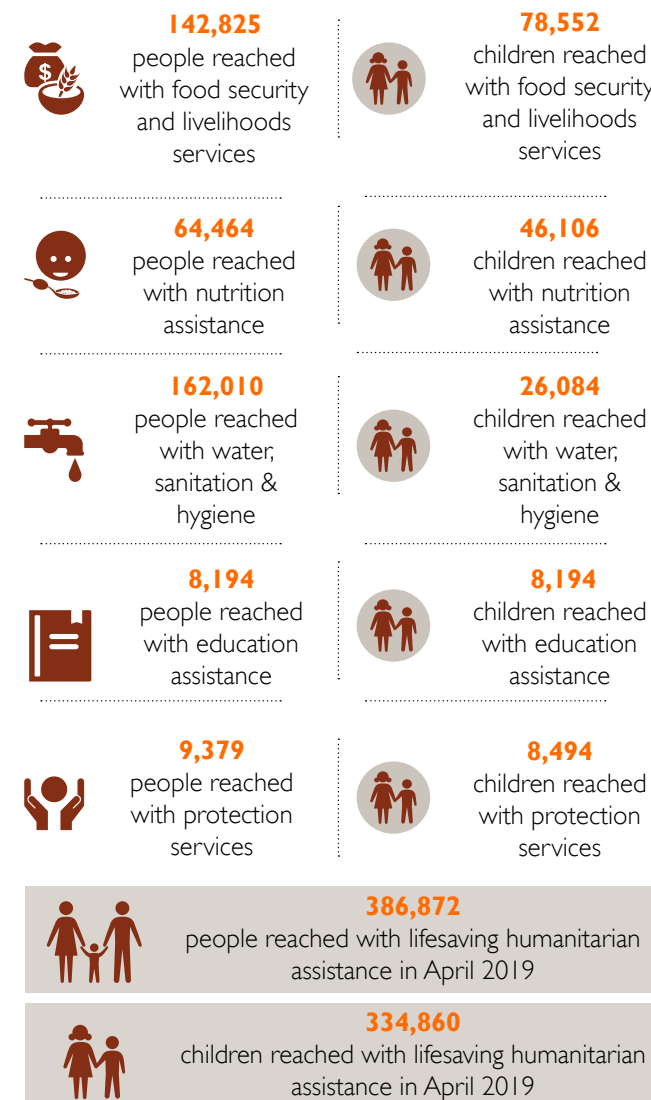 142,825
people reached
with food security
and livelihoods
services
78,552
children reached
with food security
and livelihoods
services
64,464
people reached
with nutrition
assistance
46,106
children reached
with nutrition
assistance
162,010
people reached
with water,
sanitation &
hygiene
26,084
children reached
with water,
sanitation &
hygiene
8,194
people reached
with education
assistance
8,194
children reached
with education
assistance
9,379
people reached
with protection
services
8,494
children reached
with protection
services
386,872
people reached with lifesaving humanitarian
assistance in April 2019
334,860
children reached with lifesaving humanitarian
assistance in April 2019